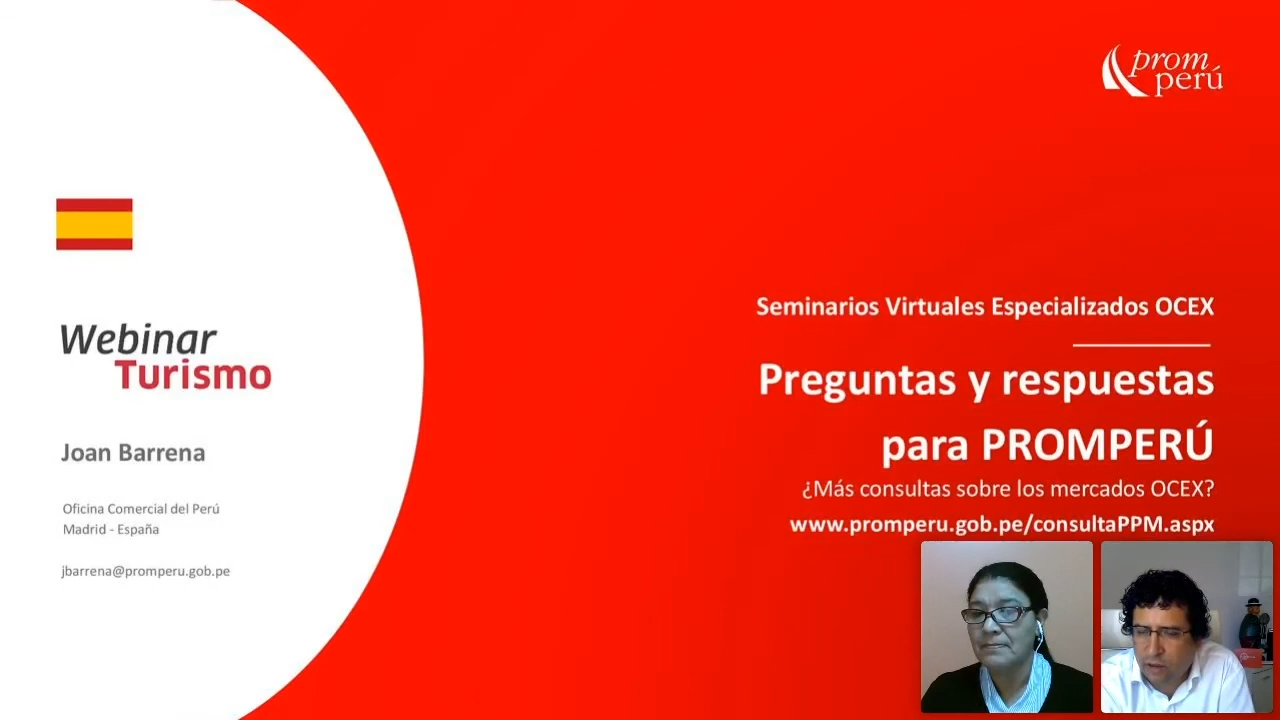 prom
perú
Webinar
Turismo
Joan Barrena
Oficina Comercial del Perú
Madrid - España
jbarrena@promperu.gob.pe
Seminarios Virtuales Especializados OCEX
Preguntas y respuestas
para PROMPERÚ
¿Más consultas sobre los mercados OCEX?
www.promperu.gob.pe/consultaPPM.aspx